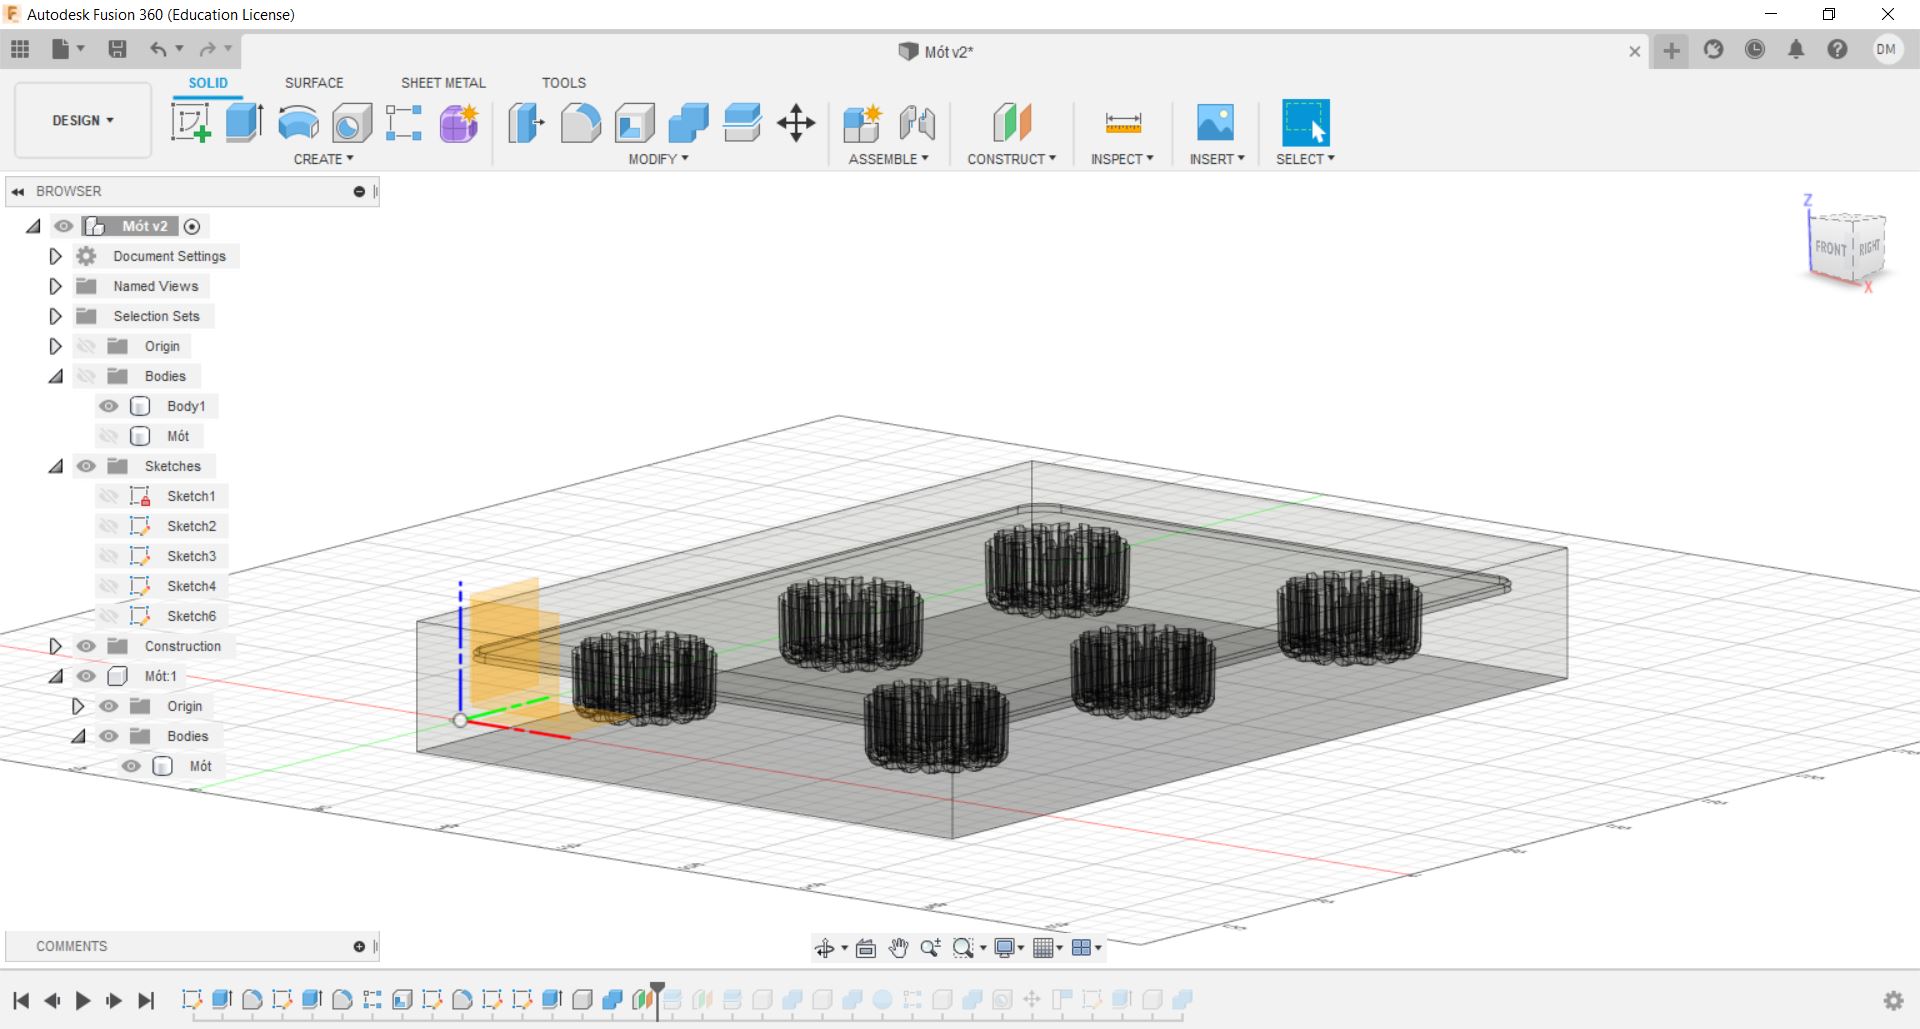 Autodesk Fusion 360 (Education License)
Mót v2*
DM
SOLID SURFACE SHEET METAL TOOLS
DESIGN
CREATE MODIFY ASSEMBLE CONSTRUCT INSPECT INSERT SELECT
BROWSER
Mót v2
Document Settings
Named Views
Selection Sets
Origin
Bodies
Body1
Mót
Sketches
Sketch1
Sketch2
Sketch3
Sketch4
Sketch6
Construction
Mót:1
Origin
Bodies
Mót
Z
FRONT RIGHT
X
COMMENTS